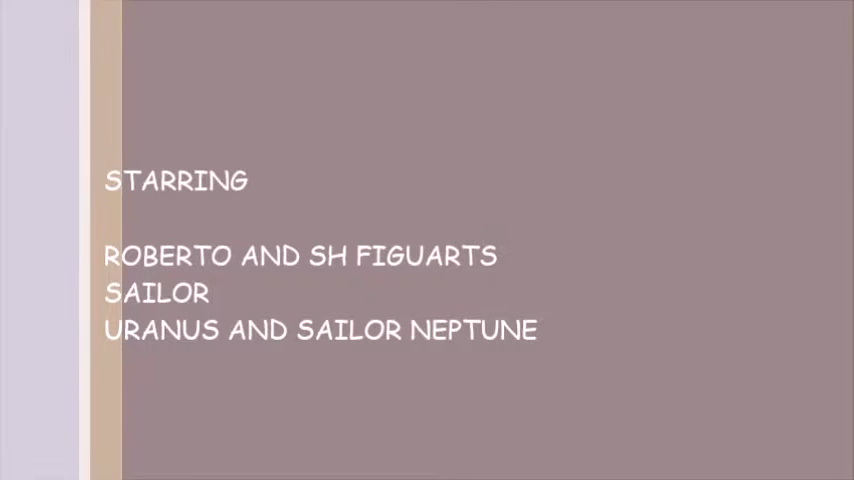 STARRING
ROBERTO AND SH FIGUARTS
SAILOR
URANUS AND SAILOR NEPTUNE